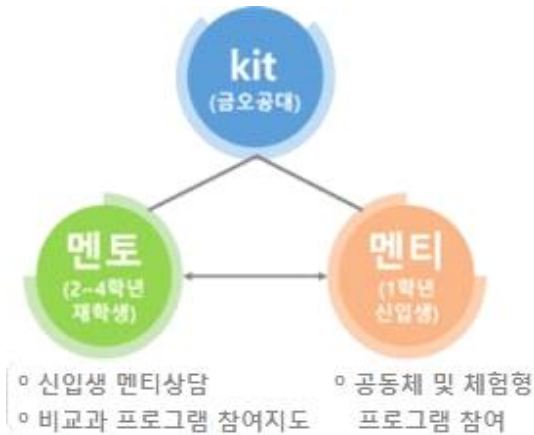 kit
(금오공대)
멘토
(2~4학년
재학생)
멘티
(1학년
신입생)
o 신입생 멘티상담
o 비교과 프로그램 참여지도
o 공동체 및 체험형
프로그램 참여